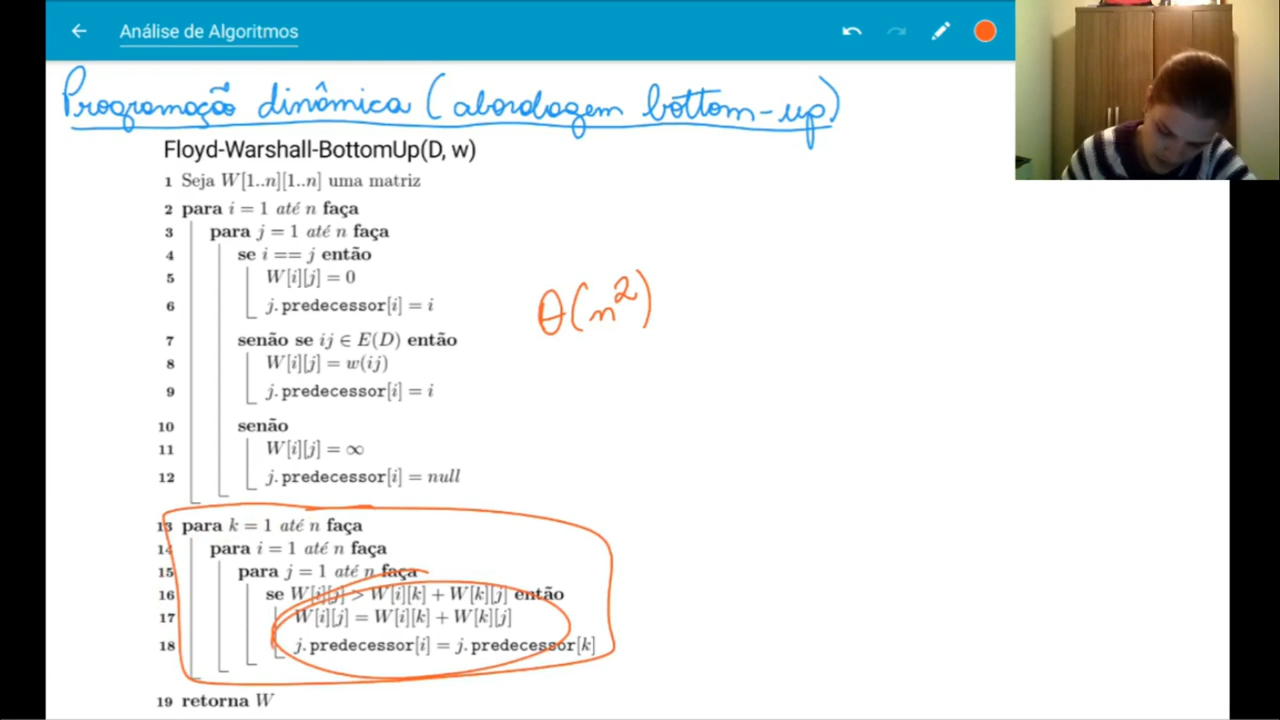 Análise de Algoritmos
Programação dinâmica (abordagem bottom-up)
Floyd-Warshall-BottomUp(D, w)
1 Seja W[1..n][1..n] uma matriz
2 para i = 1 até n faça
3 para j = 1 até n faça
4 se i == j então
5 W[i][j] = 0
6 j.predecessor[i] = i
7 senão se ij ∈ E(D) então
8 W[i][j] = w(ij)
9 j.predecessor[i] = i
10 senão
11 W[i][j] = ∞
12 j.predecessor[i] = null
θ(n²)
13 para k = 1 até n faça
14 para i = 1 até n faça
15 para j = 1 até n faça
16 se W[i][j] > W[i][k] + W[k][j] então
17 W[i][j] = W[i][k] + W[k][j]
18 j.predecessor[i] = j.predecessor[k]
19 retorna W